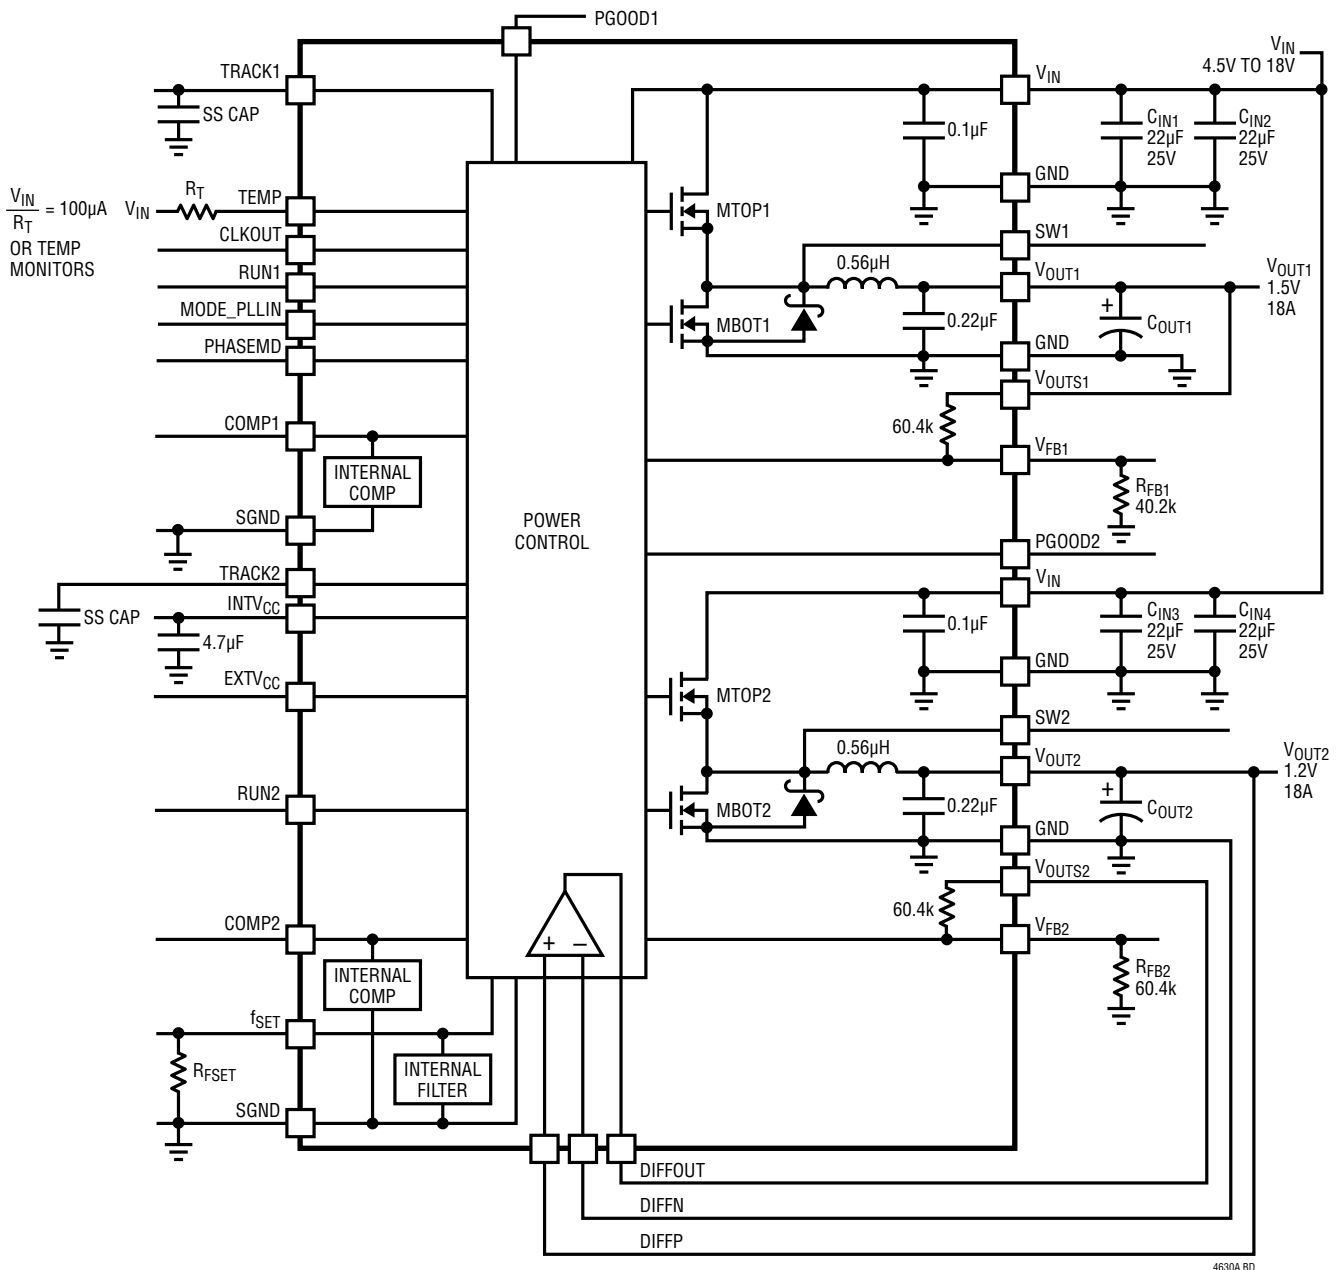 PGOOD1
TRACK1
SS CAP
V_IN
4.5V TO 18V
V_IN
0.1µF
C_IN1
22µF
25V
C_IN2
22µF
25V
GND
V_IN
R_T
= 100µA
OR TEMP
MONITORS
V_IN
R_T
TEMP
MTOP1
CLKOUT
SW1
RUN1
0.56µH
V_OUT1
V_OUT1
1.5V
18A
MODE_PLLIN
MBOT1
0.22µF
+
C_OUT1
PHASEMD
GND
V_OUTS1
60.4k
COMP1
INTERNAL
COMP
V_FB1
R_FB1
40.2k
SGND
POWER
CONTROL
PGOOD2
TRACK2
SS CAP
V_IN
INTV_CC
4.7µF
0.1µF
C_IN3
22µF
25V
C_IN4
22µF
25V
GND
EXTV_CC
MTOP2
SW2
0.56µH
V_OUT2
V_OUT2
1.2V
18A
RUN2
MBOT2
0.22µF
+
C_OUT2
GND
V_OUTS2
60.4k
COMP2
INTERNAL
COMP
+ –
V_FB2
R_FB2
60.4k
f_SET
R_FSET
INTERNAL
FILTER
SGND
DIFFOUT
DIFFN
DIFFP
4630A BD